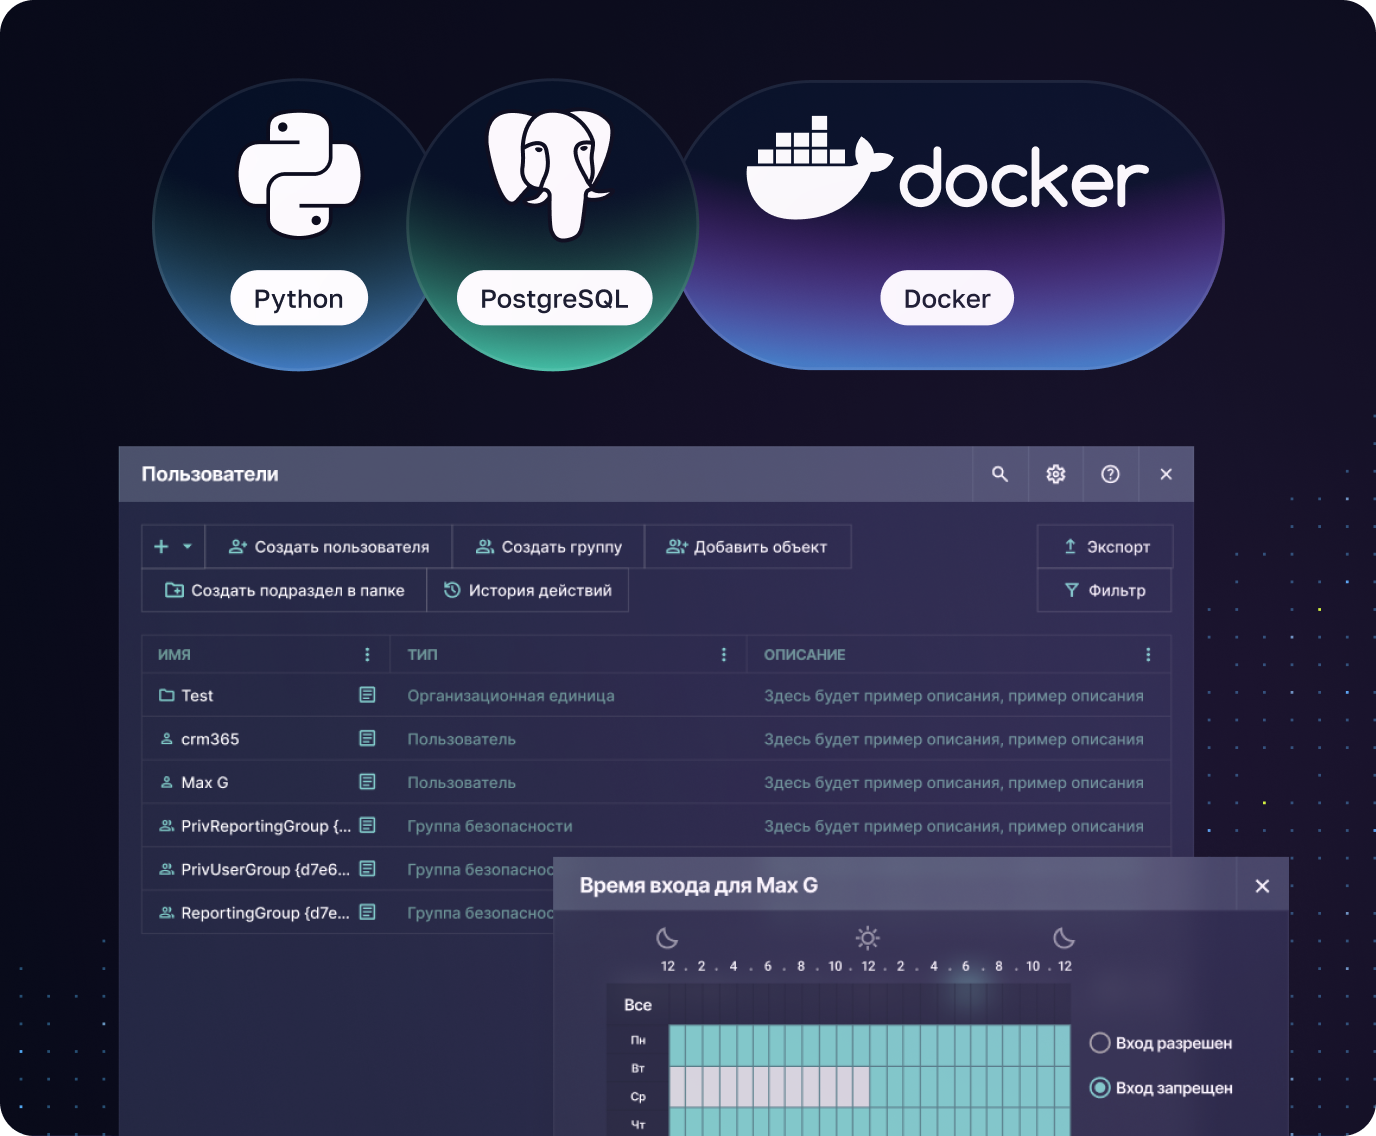 docker
Python
PostgreSQL
Docker
Пользователи
Создать пользователя
Создать группу
Добавить объект
Экспорт
Создать подраздел в папке
История действий
Фильтр
ИМЯ ТИП ОПИСАНИЕ
Test Организационная единица Здесь будет пример описания, пример описания
crm365 Пользователь Здесь будет пример описания, пример описания
Max G Пользователь Здесь будет пример описания, пример описания
PrivReportingGroup {... Группа безопасности Здесь будет пример описания, пример описания
PrivUserGroup {d7e6... Группа безопаснос
ReportingGroup {d7e... Группа безопаснос
Время входа для Max G
12 . 2 . 4 . 6 . 8 . 10 . 12 . 2 . 4 . 6 . 8 . 10 . 12
Все
Пн
Вт
Ср
Чт
Вход разрешен
Вход запрещен